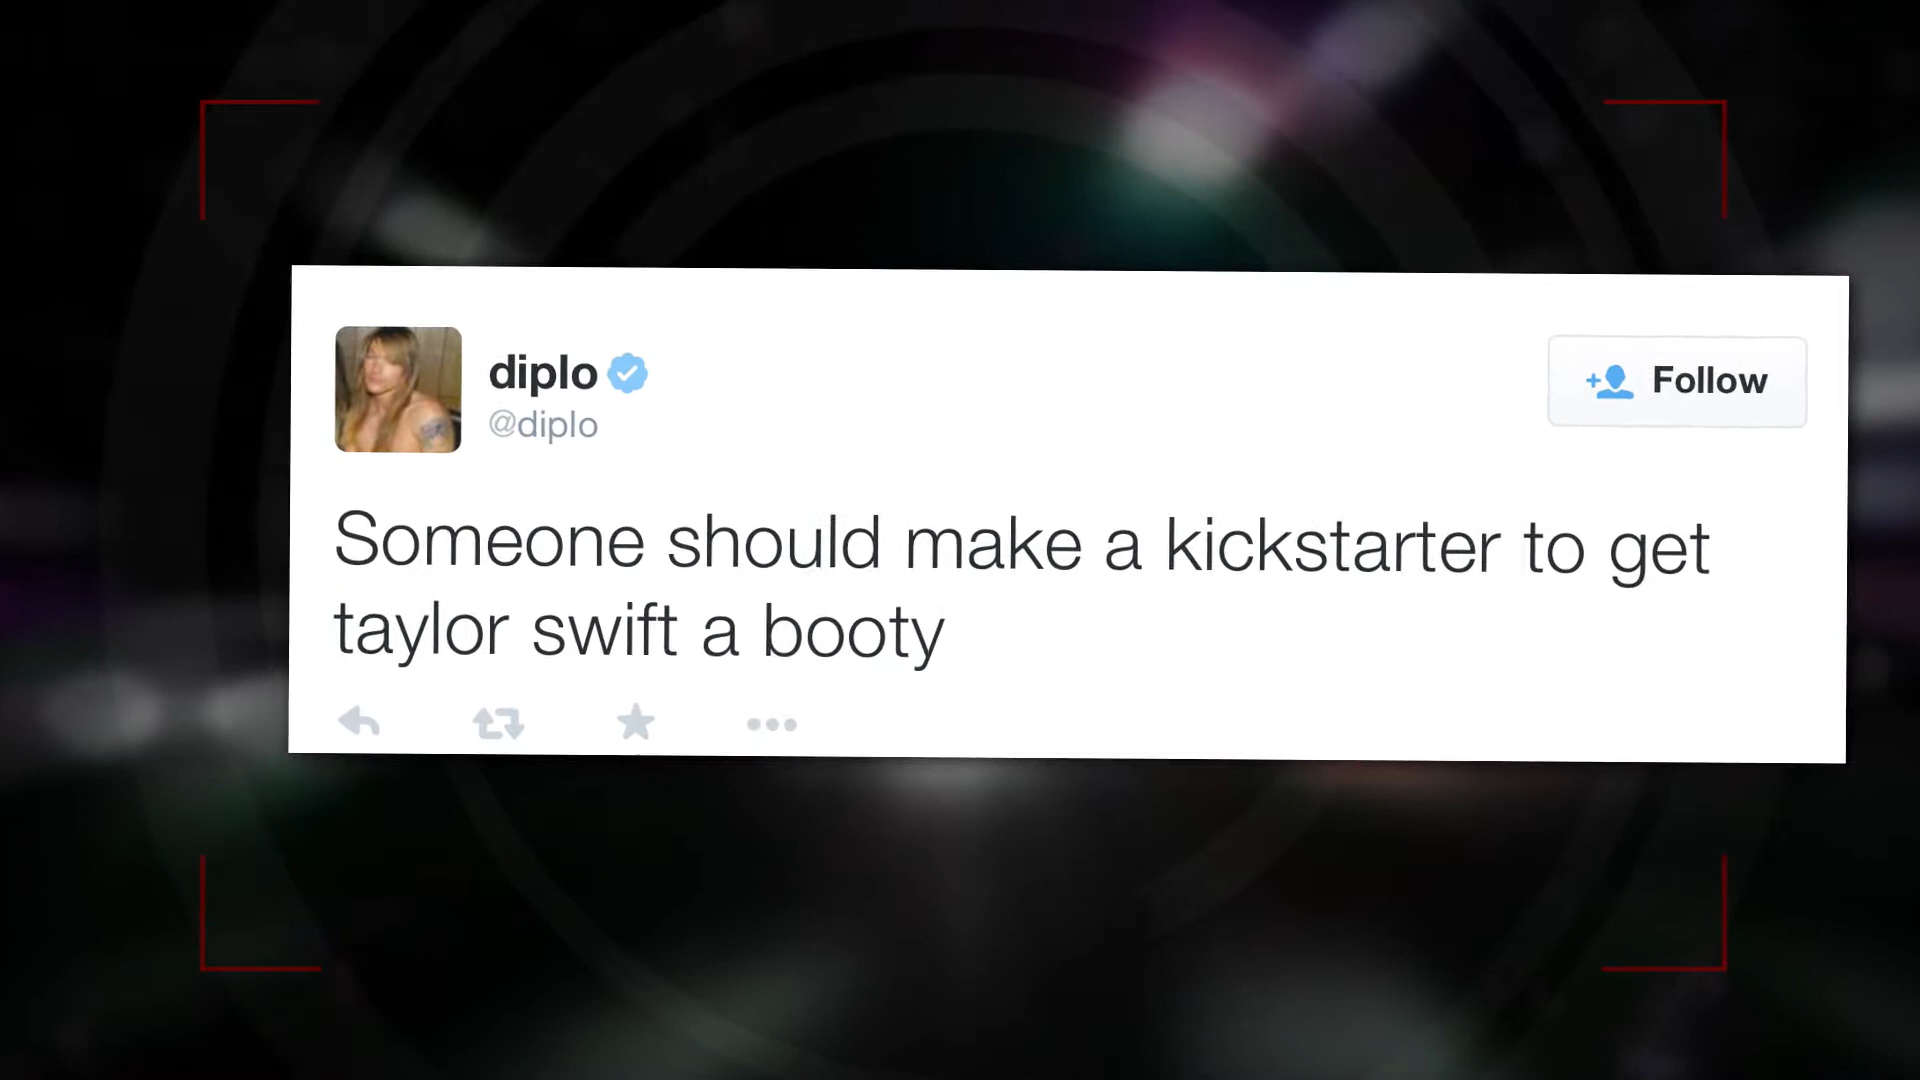 diplo
@diplo
Follow
Someone should make a kickstarter to get
taylor swift a booty